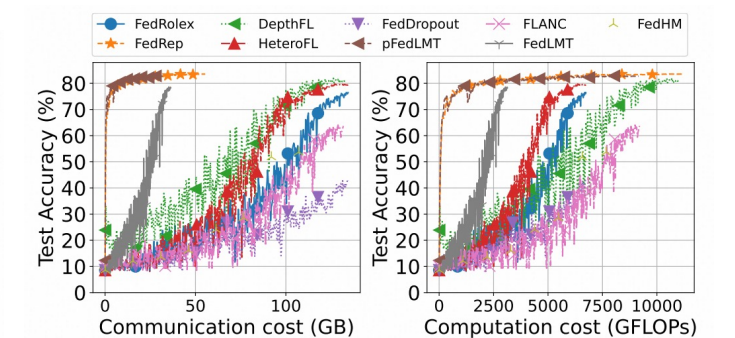 FedRolex DepthFL FedDropout FLANC FedHM
FedRep HeteroFL pFedLMT FedLMT
80
70
60
50
40
30
20
10
0
Test Accuracy (%)
0 50 100
Communication cost (GB)
80
70
60
50
40
30
20
10
0
Test Accuracy (%)
0 2500 5000 7500 10000
Computation cost (GFLOPs)